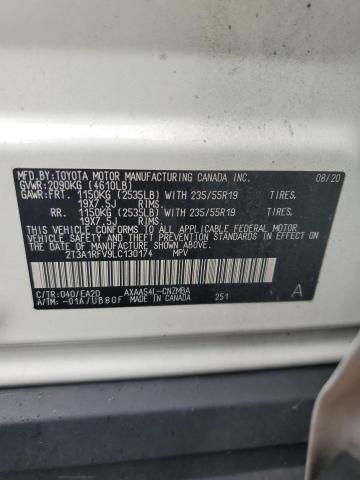 MFD.BY:TOYOTA MOTOR MANUFACTURING CANADA INC. 08/20
GVWR:2090KG (4610LB)
GAWR:FRT. 1150KG (2535LB) WITH 235/55R19 TIRES,
19X7.5J RIMS,
RR. 1150KG (2535LB) WITH 235/55R19 TIRES,
19X7.5J RIMS,
THIS VEHICLE CONFORMS TO ALL APPLICABLE FEDERAL MOTOR
VEHICLE SAFETY, BUMPER, AND THEFT PREVENTION STANDARDS
IN EFFECT ON THE DATE OF MANUFACTURE SHOWN ABOVE.
2T3A1RFV9LC130174 MPV
C/TR:040/EA20 AXAA54L-CNZMBA A
A/TM:-01A/UB80F MADE IN CANADA 251